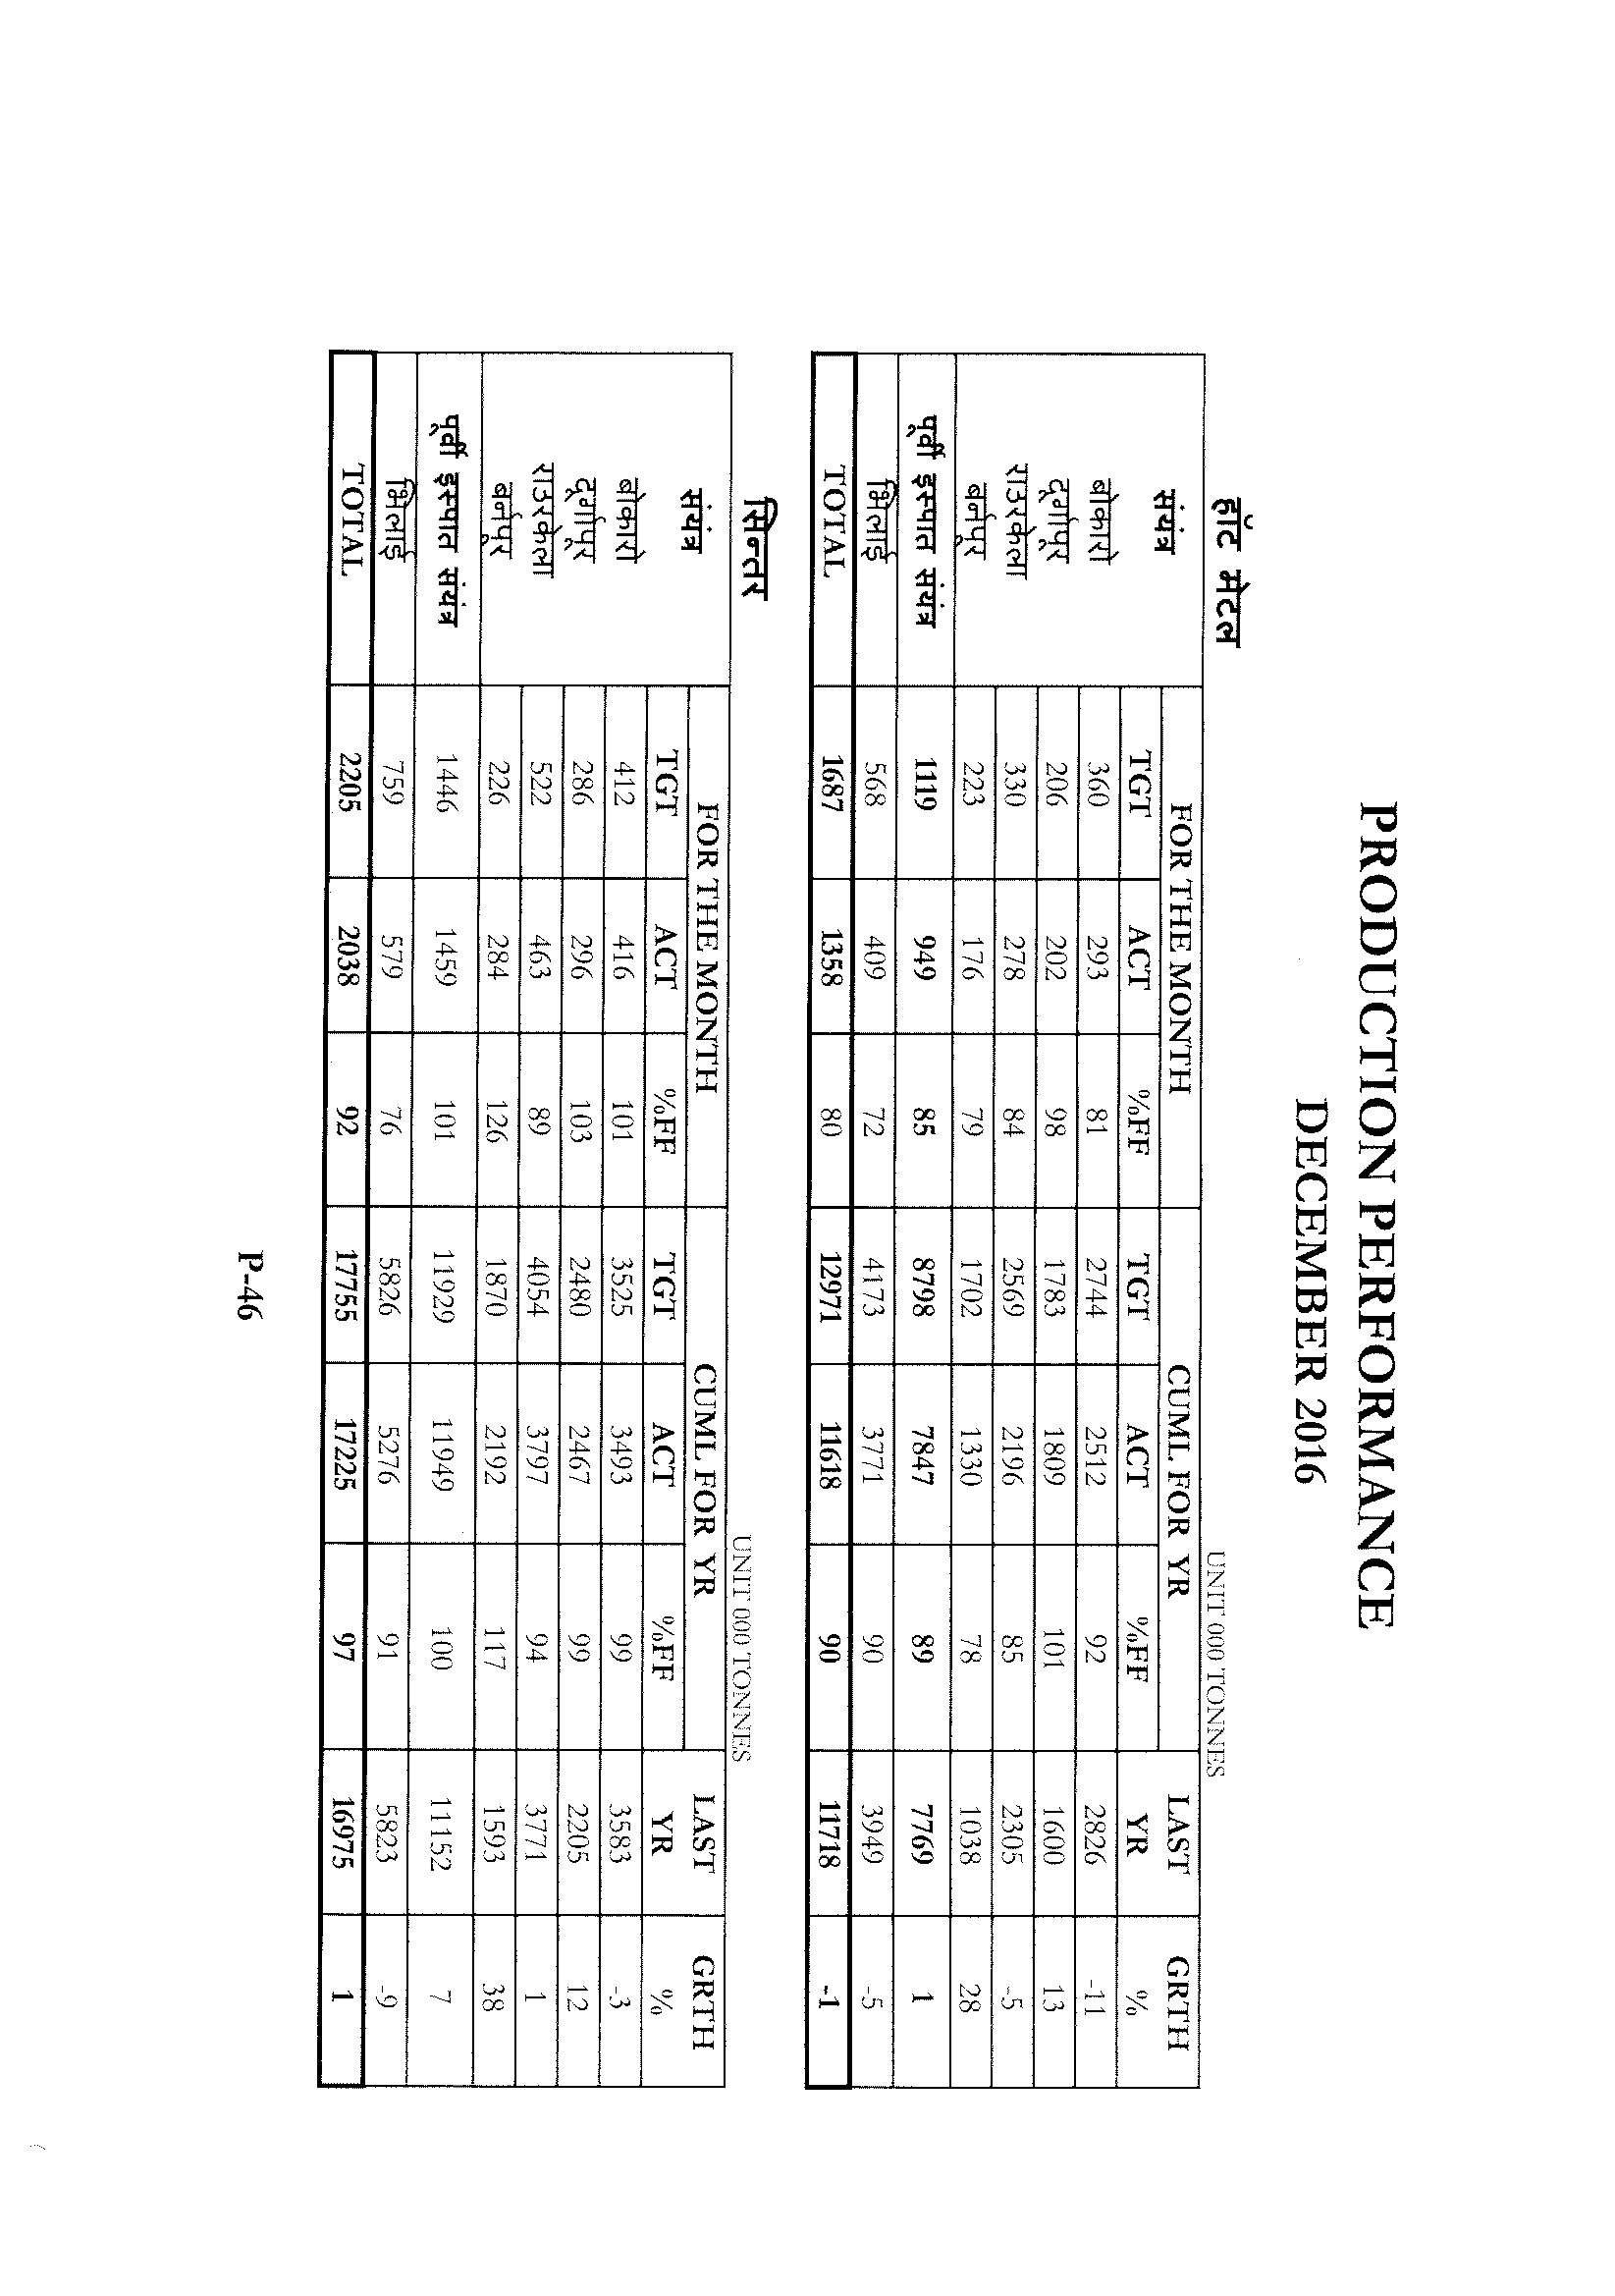 PRODUCTION PERFORMANCE
DECEMBER 2016
हॉट मेटल
UNIT 000 TONNES
संयंत्र FOR THE MONTH CUML FOR YR LAST GRTH
TGT ACT %FF TGT ACT %FF YR %
बोकारो 360 293 81 2744 2512 92 2826 -11
दूर्गापुर 206 202 98 1783 1809 101 1600 13
राउरकेला 330 278 84 2569 2196 85 2305 -5
बर्नपुर 223 176 79 1702 1330 78 1038 28
पूर्वी इस्पात संयंत्र 1119 949 85 8798 7847 89 7769 1
भिलाई 568 409 72 4173 3771 90 3949 -5
TOTAL 1687 1358 80 12971 11618 90 11718 -1
सिन्तर
UNIT 000 TONNES
संयंत्र FOR THE MONTH CUML FOR YR LAST GRTH
TGT ACT %FF TGT ACT %FF YR %
बोकारो 412 416 101 3525 3493 99 3583 -3
दूर्गापुर 286 296 103 2480 2467 99 2205 12
राउरकेला 522 463 89 4054 3797 94 3771 1
बर्नपुर 226 284 126 1870 2192 117 1593 38
पूर्वी इस्पात संयंत्र 1446 1459 101 11929 11949 100 11152 7
भिलाई 759 579 76 5826 5276 91 5823 -9
TOTAL 2205 2038 92 17755 17225 97 16975 1
P-46